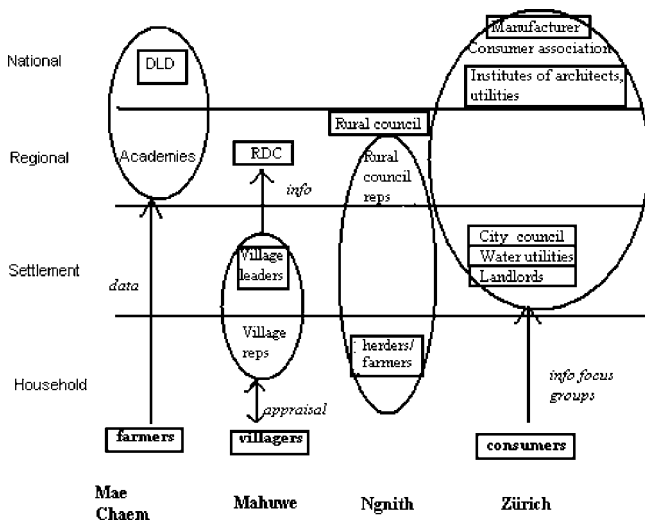 National
DLD
Manufacturer
Consumer association
Institutes of architects,
utilities
Regional
Academies
RDC
info
Rural council
Rural
council
reps
Settlement
data
Village
leaders
City council
Water utilities
Landlords
Household
Village
reps
herders/
farmers
appraisal
info focus
groups
farmers
villagers
consumers
Mae
Chaem
Mahuwe
Ngnith
Zürich